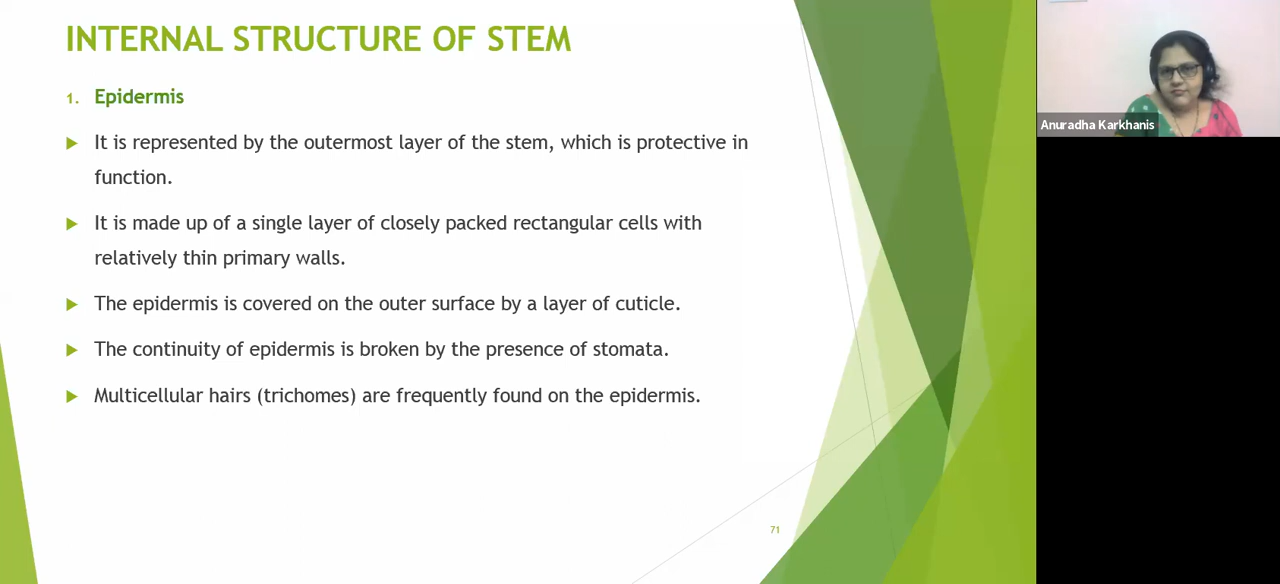 INTERNAL STRUCTURE OF STEM
1. Epidermis
It is represented by the outermost layer of the stem, which is protective in
function.
It is made up of a single layer of closely packed rectangular cells with
relatively thin primary walls.
The epidermis is covered on the outer surface by a layer of cuticle.
The continuity of epidermis is broken by the presence of stomata.
Multicellular hairs (trichomes) are frequently found on the epidermis.
71
Anuradha Karkhanis